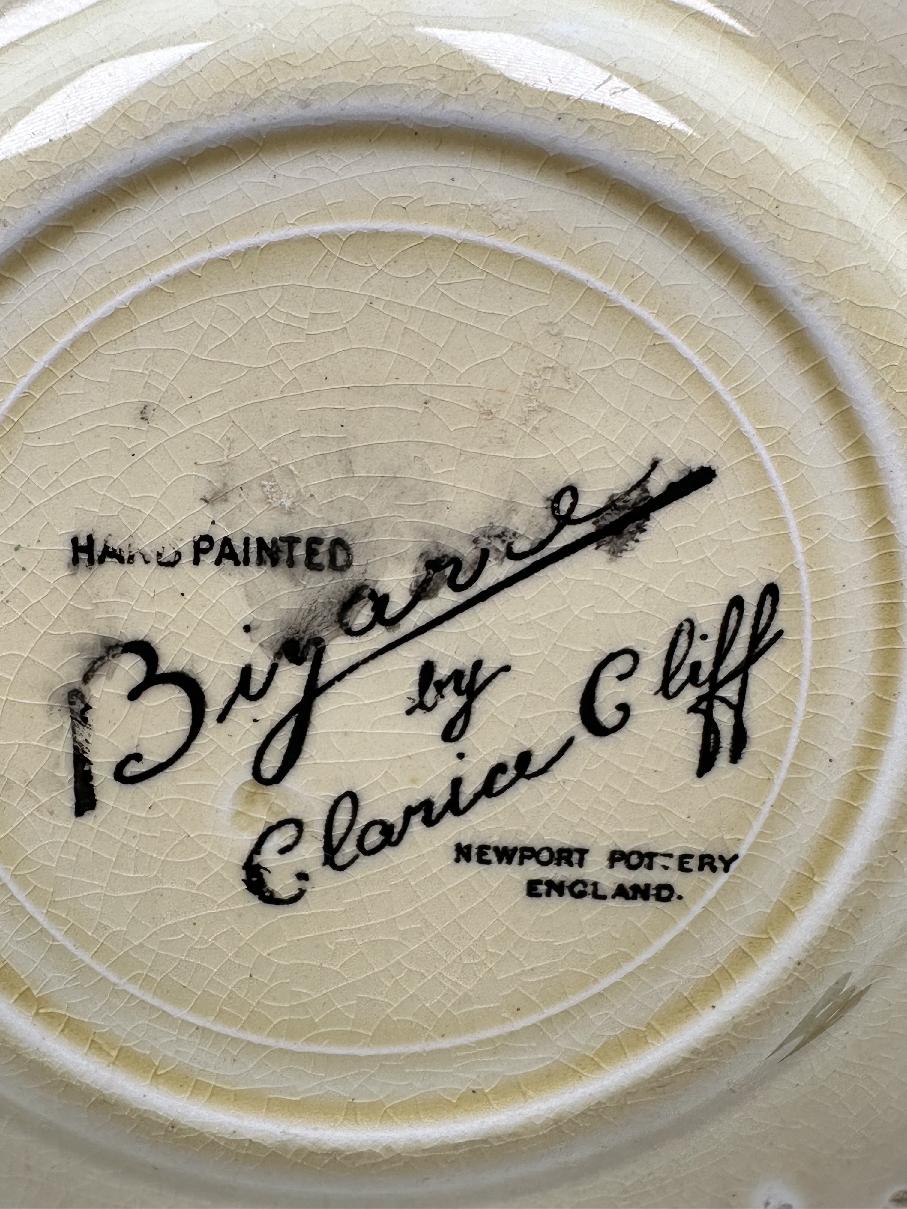 HAND PAINTED
Bizarre
by
Clarice Cliff
NEWPORT POTTERY
ENGLAND.